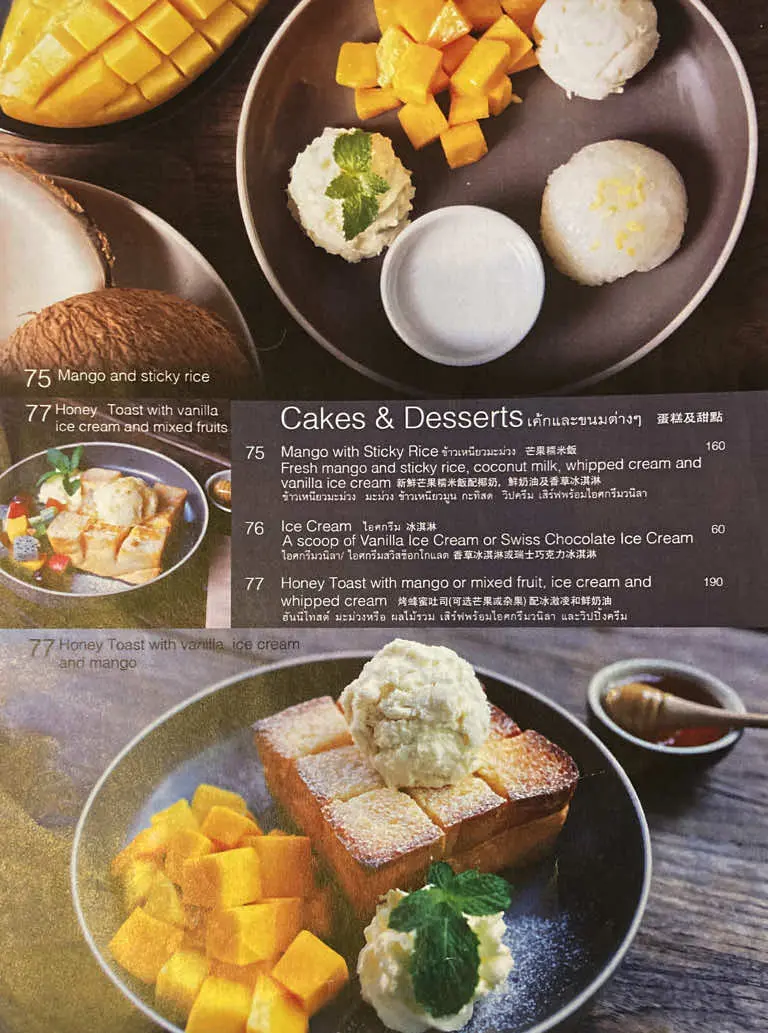 75 Mango and sticky rice
77 Honey Toast with vanilla
ice cream and mixed fruits
Cakes & Desserts เค้กและขนมต่างๆ 蛋糕及甜點
75 Mango with Sticky Rice ข้าวเหนียวมะม่วง 芒果糯米飯 160
Fresh mango and sticky rice, coconut milk, whipped cream and
vanilla ice cream 新鮮芒果糯米飯配椰奶，鮮奶油及香草冰淇淋
ข้าวเหนียวมะม่วง มะม่วง ข้าวเหนียวมูน กะทิสด วิปครีม เสิร์ฟพร้อมไอศกรีมวนิลา
76 Ice Cream ไอศกรีม 冰淇淋
A scoop of Vanilla Ice Cream or Swiss Chocolate Ice Cream 60
ไอศกรีมวนิลา/ ไอศกรีมสวิสช็อกโกแลต 香草冰淇淋或瑞士巧克力冰淇淋
77 Honey Toast with mango or mixed fruit, ice cream and 190
whipped cream 烤蜂蜜吐司(可选芒果或杂果) 配冰激凌和鲜奶油
ฮันนี่โทสต์ มะม่วงหรือ ผลไม้รวม เสิร์ฟพร้อมไอศกรีมวนิลา และวิปปิ้งครีม
77 Honey Toast with vanilla ice cream
and mango